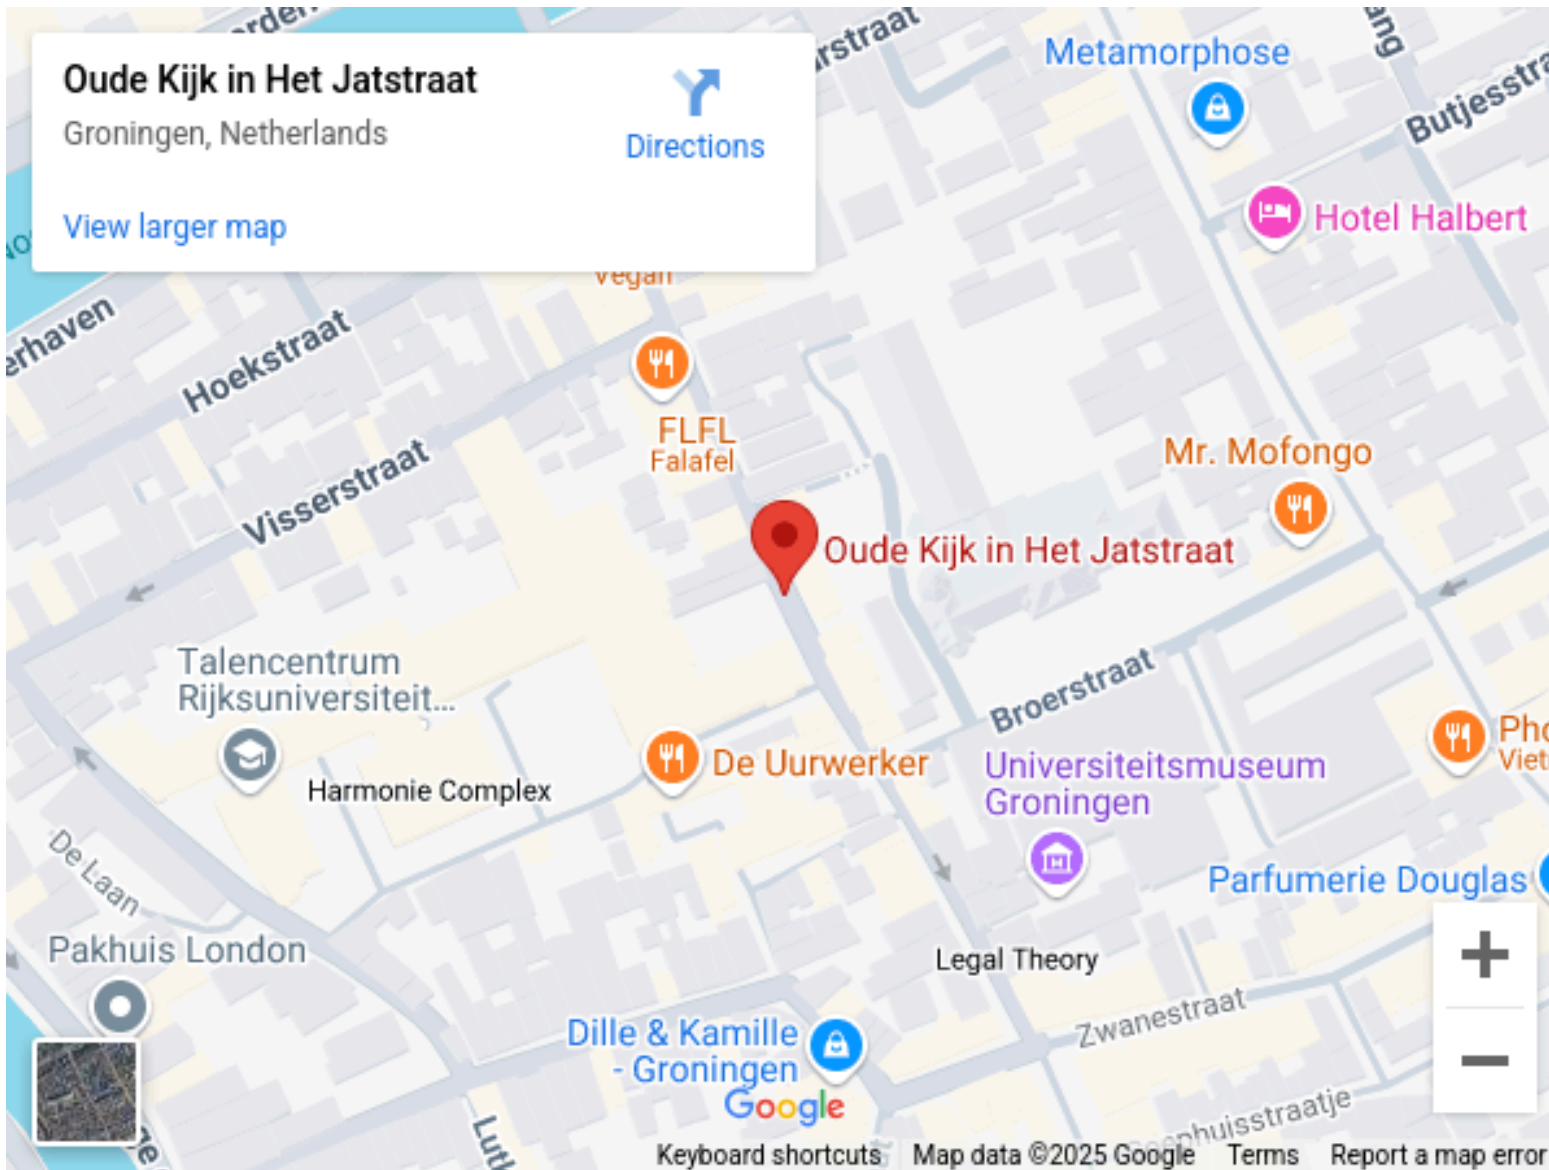 Oude Kijk in Het Jatstraat
Groningen, Netherlands
Directions
View larger map
Metamorphose
Hotel Halbert
Vegan
Hoekstraat
FLFL
Falafel
Visserstraat
Mr. Mofongo
Oude Kijk in Het Jatstraat
Talencentrum
Rijksuniversiteit...
Broerstraat
De Uurwerker
Harmonie Complex
Universiteitsmuseum
Groningen
De Laan
Parfumerie Douglas
Pakhuis London
Legal Theory
Zwanestraat
Dille & Kamille
- Groningen
Google
Keyboard shortcuts
Map data ©2025 Google
Terms
Report a map error